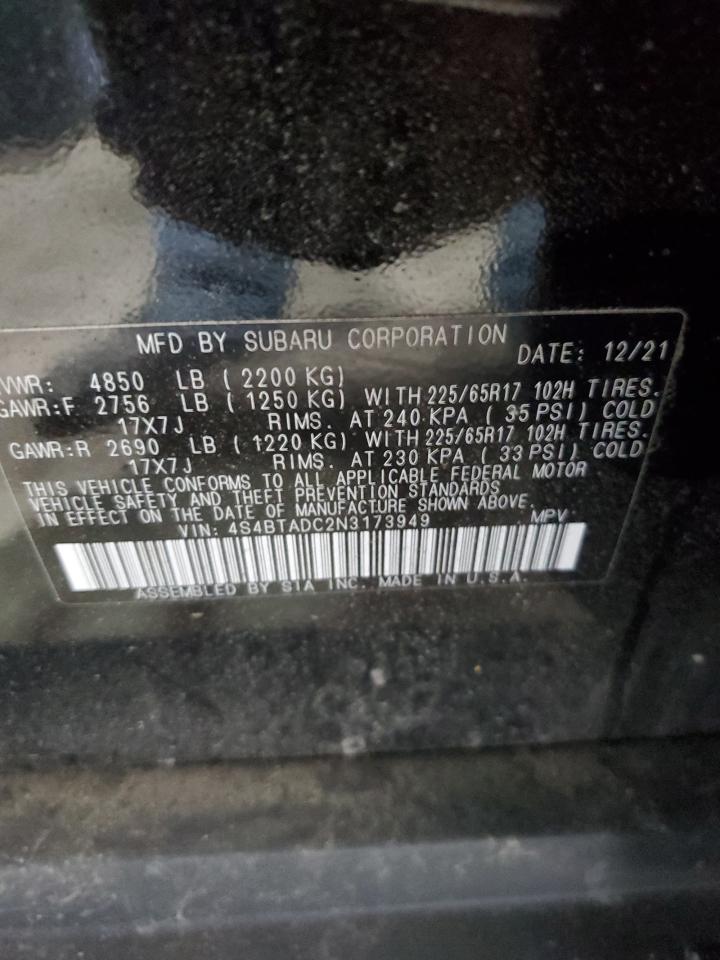 MFD BY SUBARU CORPORATION
DATE: 12/21
VWR: 4850 LB ( 2200 KG)
GAWR:F 2756 LB ( 1250 KG) WITH 225/65R17 102H TIRES.
17X7J RIMS. AT 240 KPA ( 35 PSI) COLD
GAWR:R 2690 LB ( 1220 KG) WITH 225/65R17 102H TIRES.
17X7J RIMS. AT 230 KPA ( 33 PSI) COLD
THIS VEHICLE CONFORMS TO ALL APPLICABLE FEDERAL MOTOR
VEHICLE SAFETY AND THEFT PREVENTION STANDARDS
IN EFFECT ON THE DATE OF MANUFACTURE SHOWN ABOVE.
VIN: 4S4BTADC2N3173949 MPV
ASSEMBLED BY SIA INC. MADE IN U.S.A.